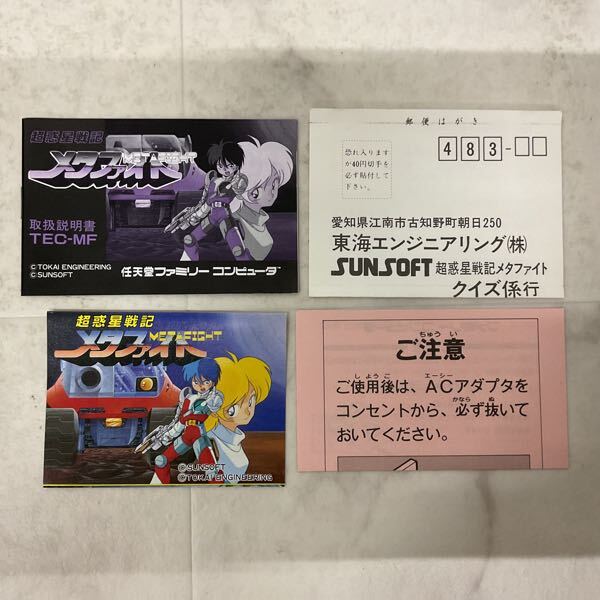 超惑星戦記
メタファイト
METAFIGHT
取扱説明書
TEC-MF
© TOKAI ENGINEERING
© SUNSOFT
任天堂ファミリー コンピュータ™
郵便はがき
恐れ入ります
が40円切手を
必ず貼付して
下さい。
483-
愛知県江南市古知野町朝日250
東海エンジニアリング(株)
SUNSOFT 超惑星戦記メタファイト
クイズ係行
超惑星戦記
メタファイト
METAFIGHT
©SUNSOFT
©TOKAI ENGINEERING
ちゅうい
ご注意
しようご エーシー
ご使用後は、ACアダプタを
かなら ぬ
コンセントから、必ず抜いて
おいてください。